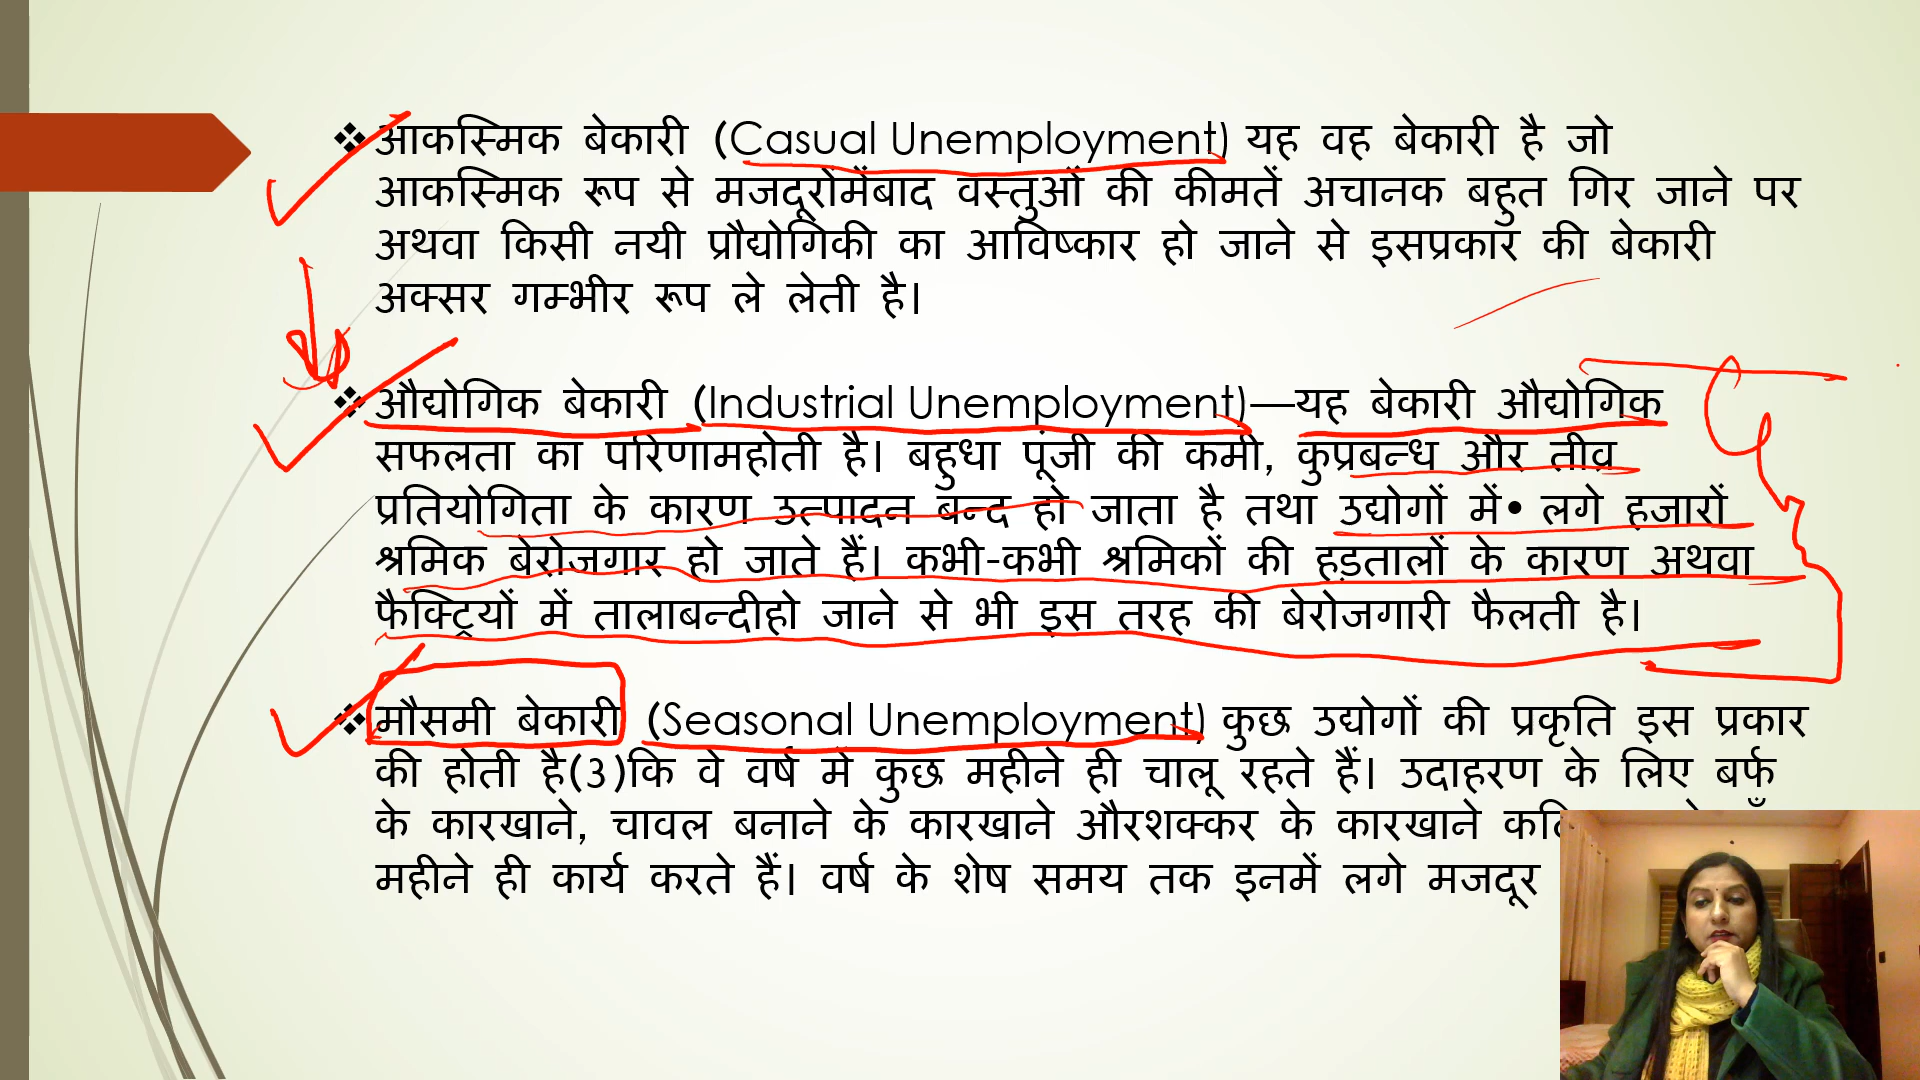 ❖ आकस्मिक बेकारी (Casual Unemployment) यह वह बेकारी है जो
आकस्मिक रूप से मजदूरोंमेंबाद वस्तुओं की कीमतें अचानक बहुत गिर जाने पर
अथवा किसी नयी प्रौद्योगिकी का आविष्कार हो जाने से इसप्रकार की बेकारी
अक्सर गम्भीर रूप ले लेती है।
❖ औद्योगिक बेकारी (Industrial Unemployment)—यह बेकारी औद्योगिक
सफलता का परिणामहोती है। बहुधा पूंजी की कमी, कुप्रबन्ध और तीव्र
प्रतियोगिता के कारण उत्पादन बन्द हो जाता है तथा उद्योगों में• लगे हजारों
श्रमिक बेरोजगार हो जाते हैं। कभी-कभी श्रमिकों की हड़तालों के कारण अथवा
फैक्ट्रियों में तालाबन्दीहो जाने से भी इस तरह की बेरोजगारी फैलती है।
❖ मौसमी बेकारी (Seasonal Unemployment) कुछ उद्योगों की प्रकृति इस प्रकार
की होती है(3)कि वे वर्ष में कुछ महीने ही चालू रहते हैं। उदाहरण के लिए बर्फ
के कारखाने, चावल बनाने के कारखाने औरशक्कर के कारखाने
महीने ही कार्य करते हैं। वर्ष के शेष समय तक इनमें लगे मजदूर